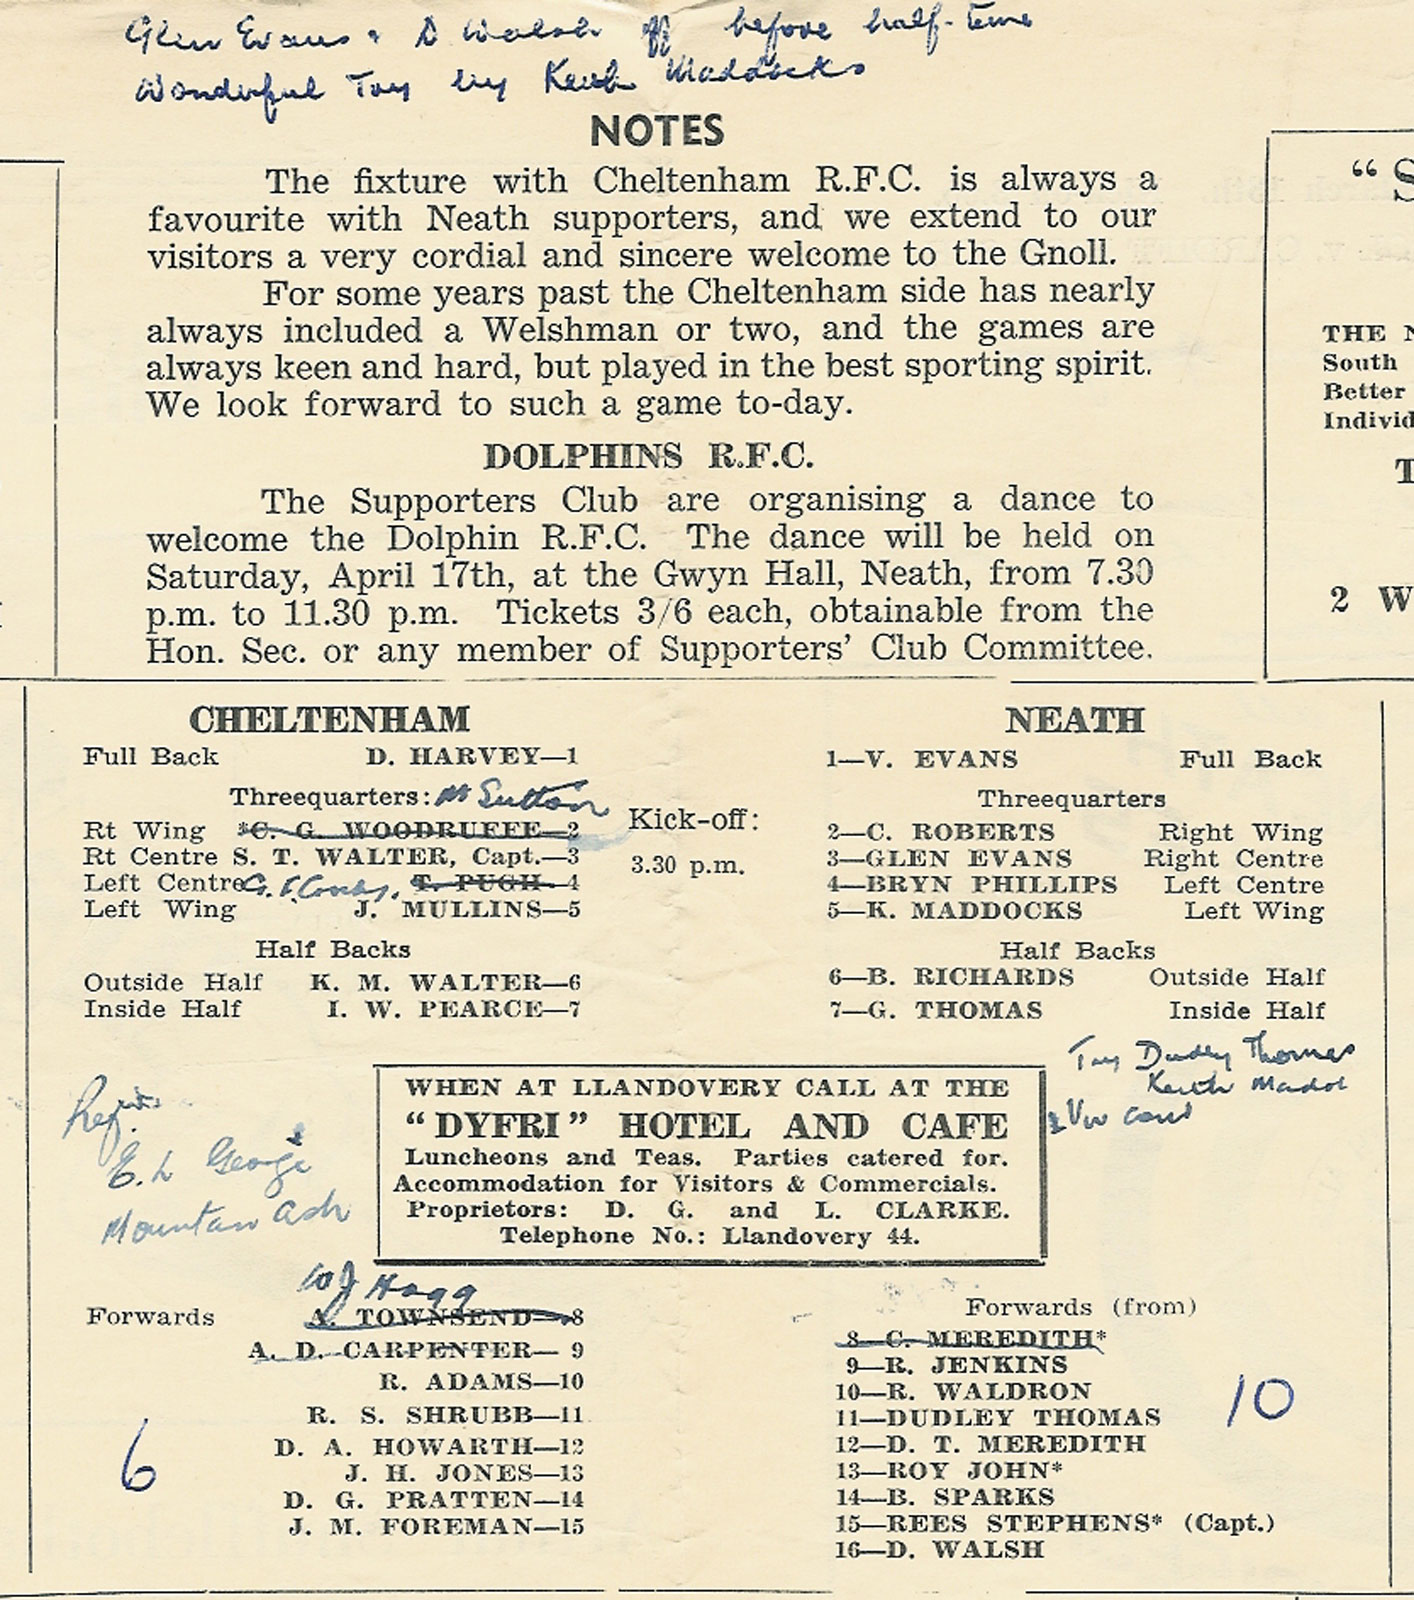 Glen Evans & D Walsh off before half-time
Wonderful Try by Keith Maddocks
NOTES
The fixture with Cheltenham R.F.C. is always a
favourite with Neath supporters, and we extend to our
visitors a very cordial and sincere welcome to the Gnoll.
For some years past the Cheltenham side has nearly
always included a Welshman or two, and the games are
always keen and hard, but played in the best sporting spirit.
We look forward to such a game to-day.
DOLPHINS R.F.C.
The Supporters Club are organising a dance to
welcome the Dolphin R.F.C. The dance will be held on
Saturday, April 17th, at the Gwyn Hall, Neath, from 7.30
p.m. to 11.30 p.m. Tickets 3/6 each, obtainable from the
Hon. Sec. or any member of Supporters' Club Committee.
"S
THE N
South
Better
Individ
T
2 W
CHELTENHAM
Full Back D. HARVEY—1
Threequarters: M Sutton
Rt Wing *C. G. WOODRUFFE—2
Rt Centre S. T. WALTER, Capt.—3
Left Centre G. T. T. PUGH—4
Left Wing J. MULLINS—5
Half Backs
Outside Half K. M. WALTER—6
Inside Half I. W. PEARCE—7
Kick-off:
3.30 p.m.
NEATH
1—V. EVANS Full Back
Threequarters
2—C. ROBERTS Right Wing
3—GLEN EVANS Right Centre
4—BRYN PHILLIPS Left Centre
5—K. MADDOCKS Left Wing
Half Backs
6—B. RICHARDS Outside Half
7—G. THOMAS Inside Half
Try Dudley Thomas
Keith Madoc
& Viv Cons
Ref:
E. L George
Mountain Ash
WHEN AT LLANDOVERY CALL AT THE
"DYFRI" HOTEL AND CAFE
Luncheons and Teas. Parties catered for.
Accommodation for Visitors & Commercials.
Proprietors: D. G. and L. CLARKE.
Telephone No.: Llandovery 44.
W J Hogg
Forwards A. TOWNSEND—8
A. D. CARPENTER— 9
R. ADAMS—10
R. S. SHRUBB—11
D. A. HOWARTH—12
J. H. JONES—13
D. G. PRATTEN—14
J. M. FOREMAN—15
6
Forwards (from)
8—C. MEREDITH*
9—R. JENKINS
10—R. WALDRON
11—DUDLEY THOMAS
12—D. T. MEREDITH
13—ROY JOHN*
14—B. SPARKS
15—REES STEPHENS* (Capt.)
16—D. WALSH
10